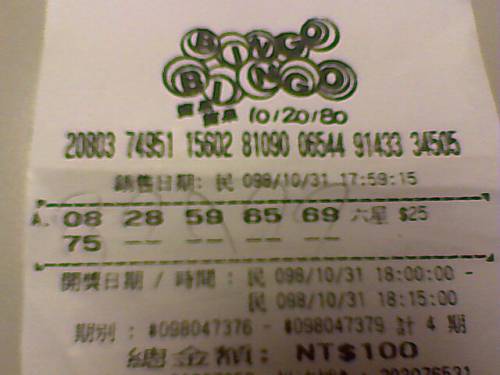 BINGO
BINGO
賓果
賓果 10/20/80
20803 74951 15602 81090 06544 91433 34505
銷售日期: 民 098/10/31 17:59:15
A. 08 28 59 65 69 六星 $25
75 -- -- -- --
開獎日期 / 時間 : 民 098/10/31 18:00:00 -
民 098/10/31 18:15:00
期別 : #098047376 - #098047379 計 4 期
總金額: NT$100